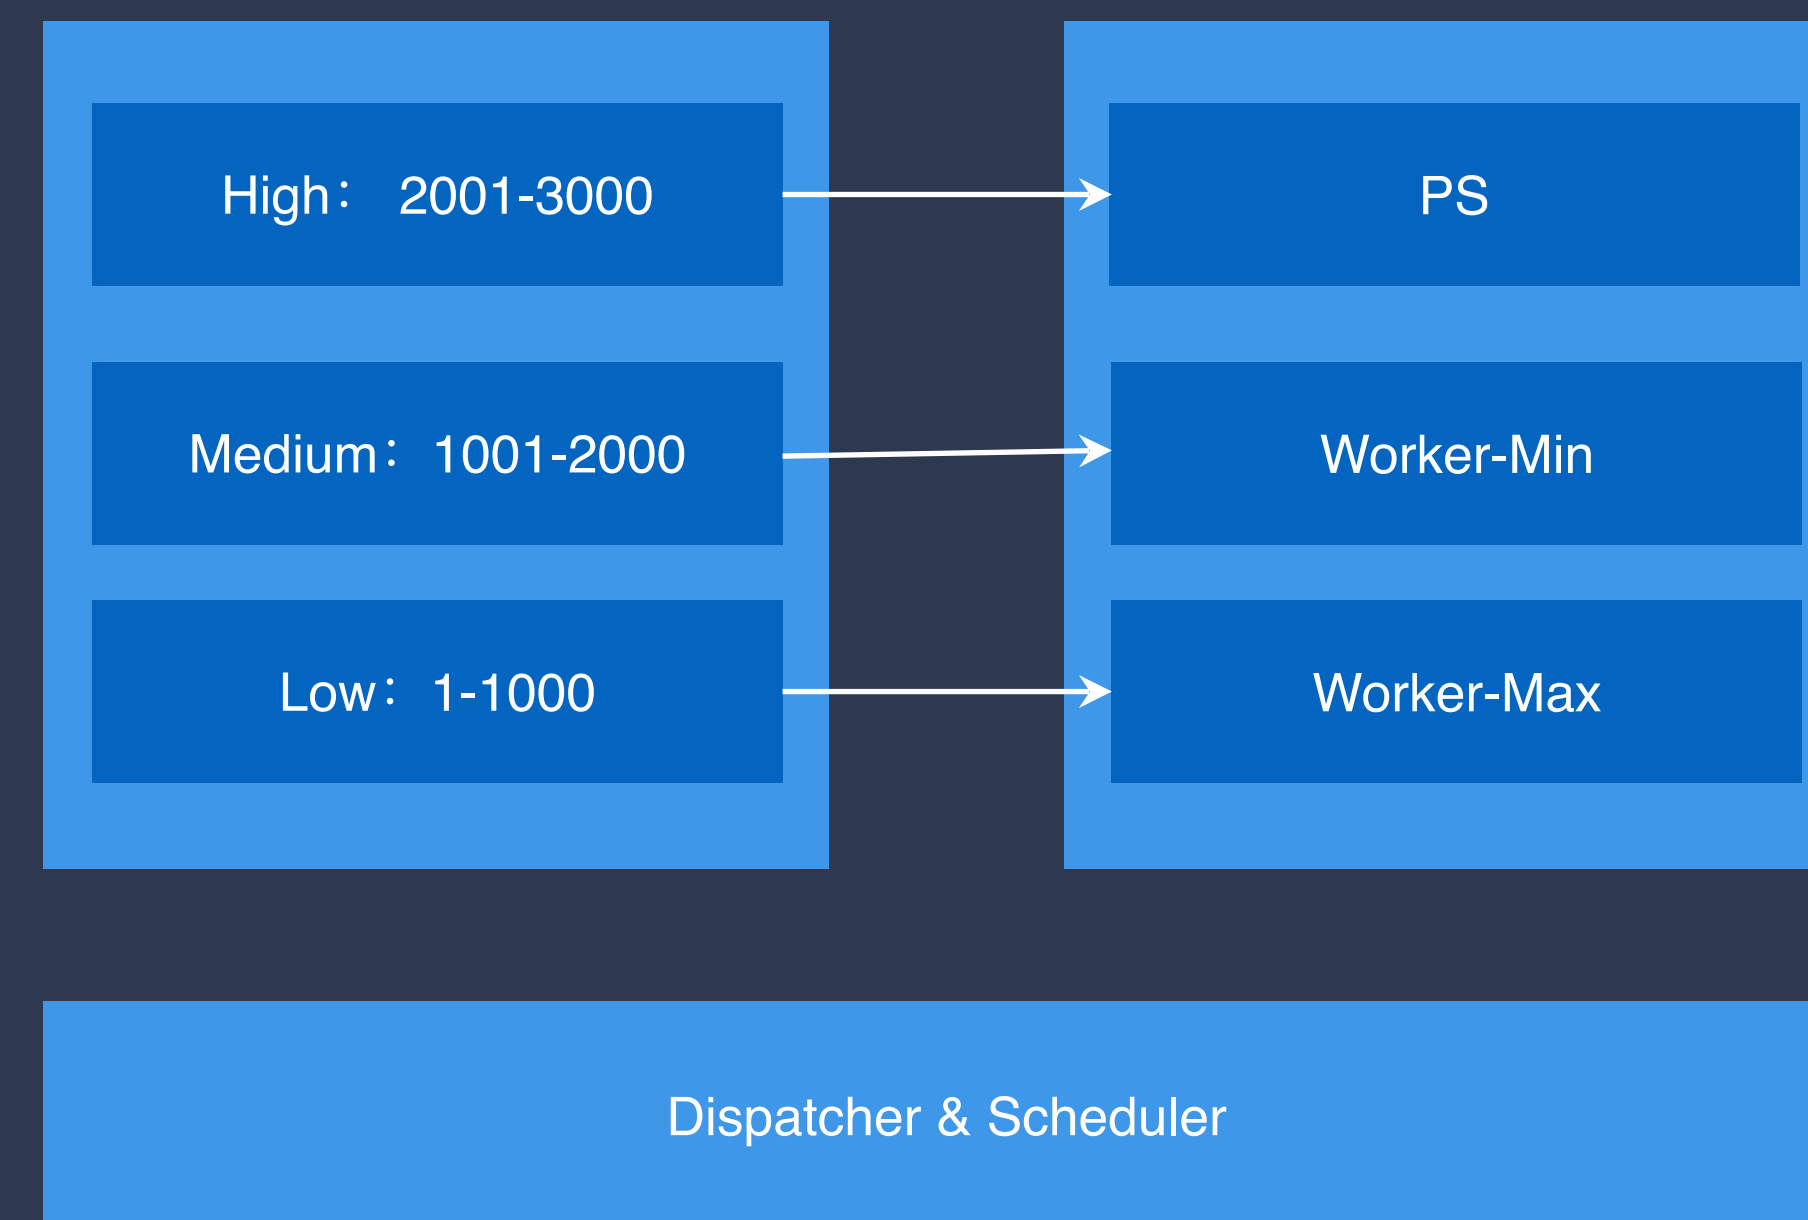 High： 2001-3000
PS
Medium：1001-2000
Worker-Min
Low：1-1000
Worker-Max
Dispatcher & Scheduler